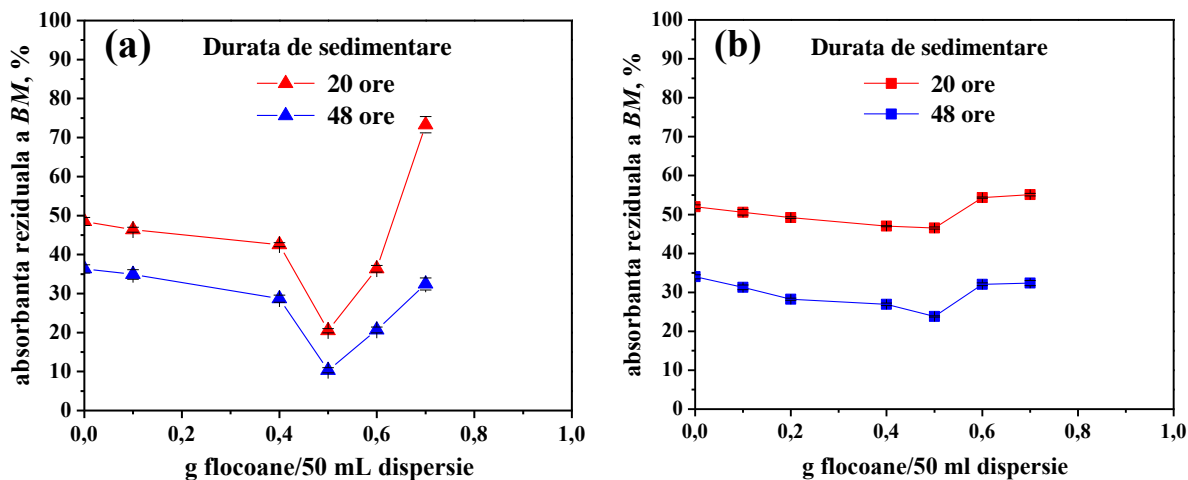 (a)
Durata de sedimentare
20 ore
48 ore
absorbanta reziduala a BM, %
100
90
80
70
60
50
40
30
20
10
0
0,0 0,2 0,4 0,6 0,8 1,0
g flocoane/50 mL dispersie
(b)
Durata de sedimentare
20 ore
48 ore
absorbanta reziduala a BM, %
100
90
80
70
60
50
40
30
20
10
0
0,0 0,2 0,4 0,6 0,8 1,0
g flocoane/50 ml dispersie